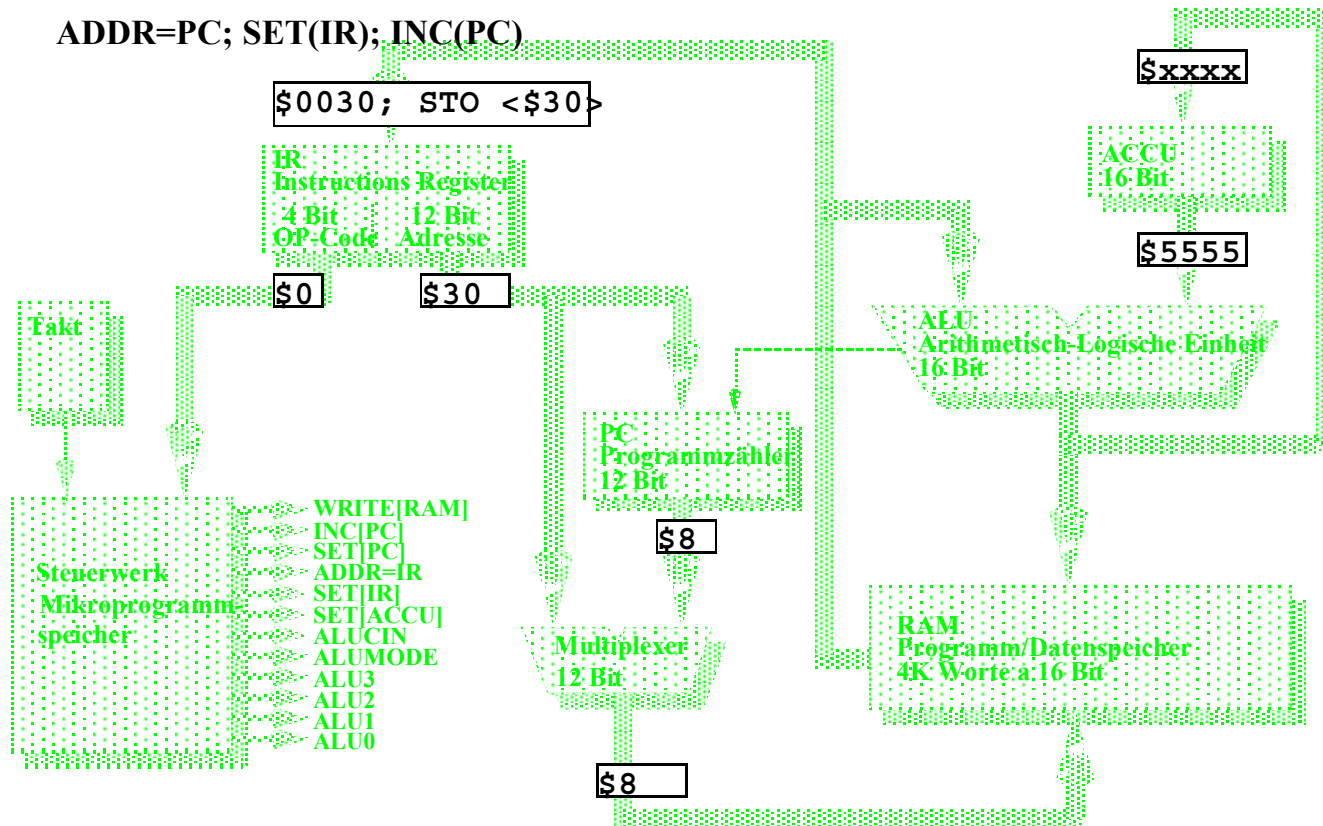 ADDR=PC; SET(IR); INC(PC)
$xxxx
$0030; STO <$30>
IR
Instructions Register
4 Bit 12 Bit
OP-Code Adresse
ACCU
16 Bit
$5555
$0
$30
Takt
ALU
Arithmetisch-Logische Einheit
16 Bit
PC
Programmzähler
12 Bit
$8
Steuerwerk
Mikroprogramm-
speicher
WRITE[RAM]
INC[PC]
SET[PC]
ADDR=IR
SET[IR]
SET[ACCU]
ALUCIN
ALUMODE
ALU3
ALU2
ALU1
ALU0
Multiplexer
12 Bit
RAM
Programm/Datenspeicher
4K Worte a 16 Bit
$8